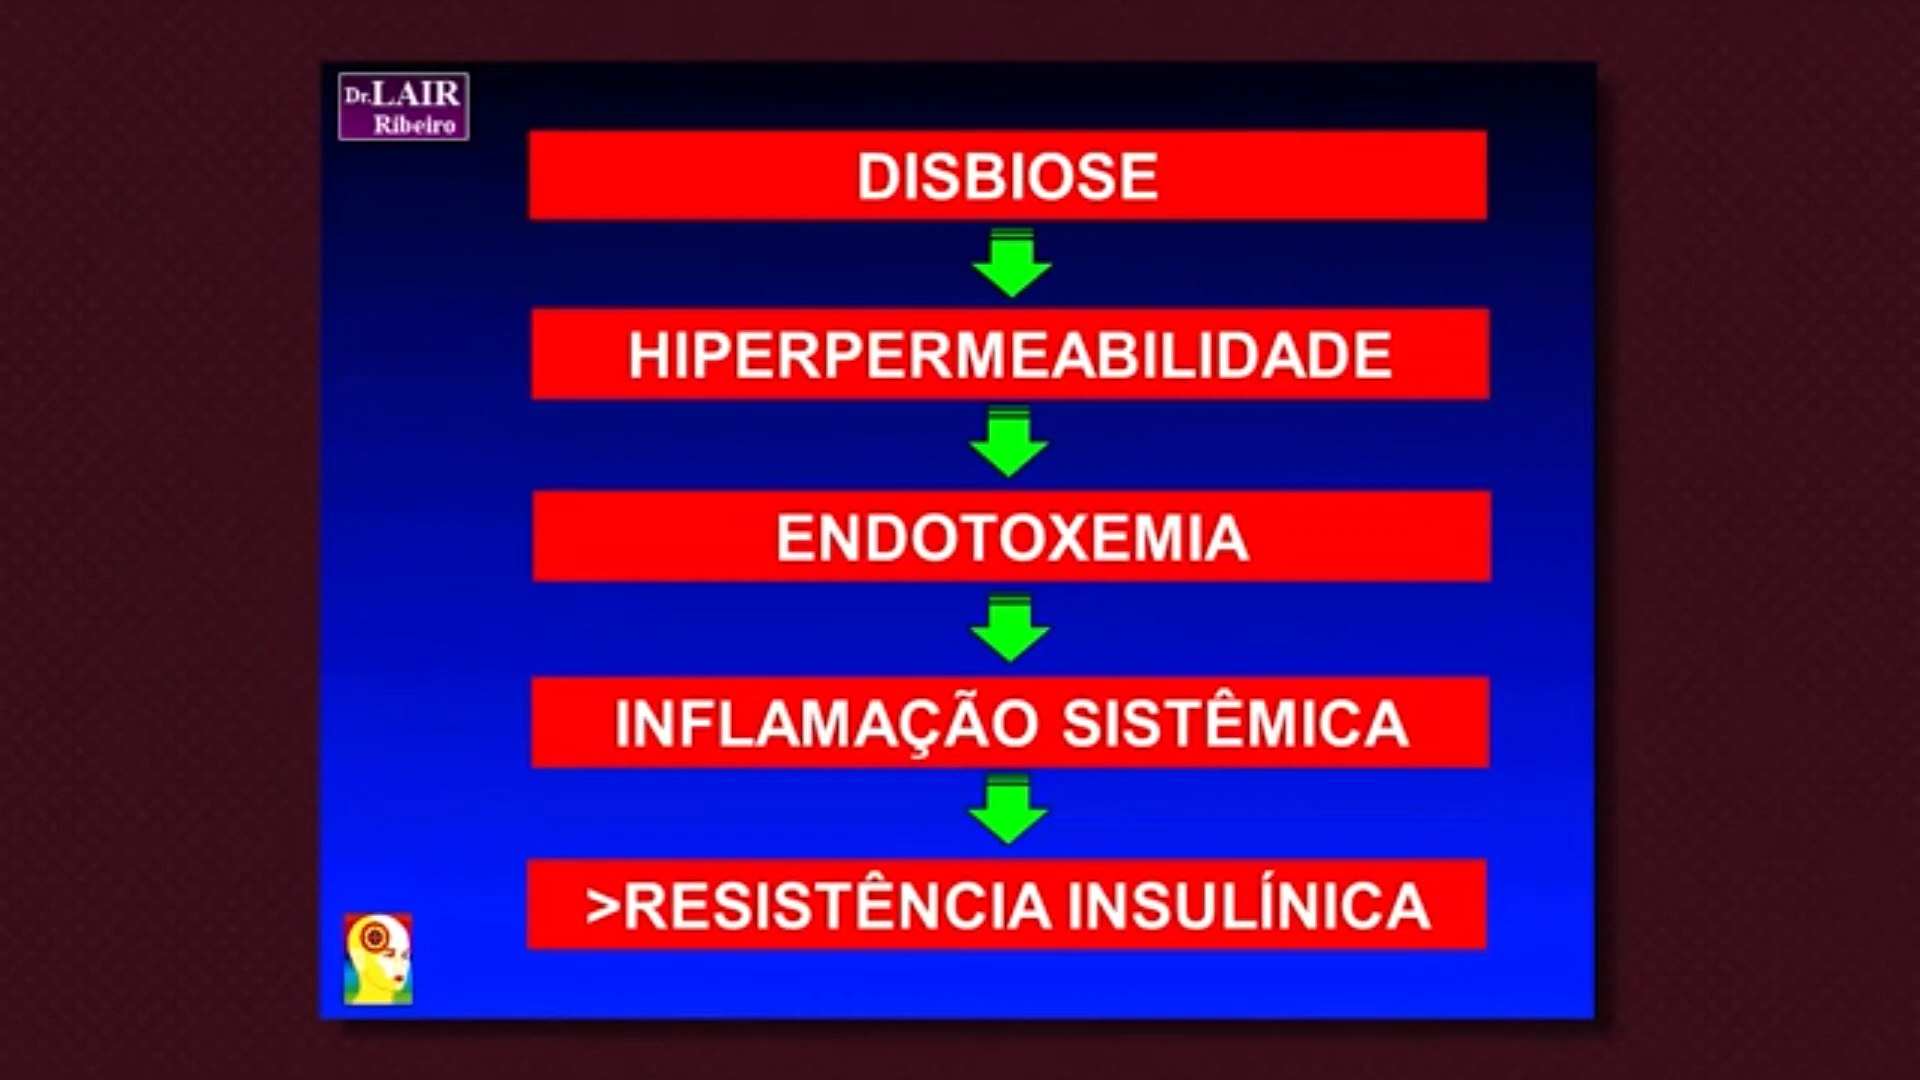 Dr.LAIR
Ribeiro
DISBIOSE
HIPERPERMEABILIDADE
ENDOTOXEMIA
INFLAMAÇÃO SISTÊMICA
>RESISTÊNCIA INSULÍNICA